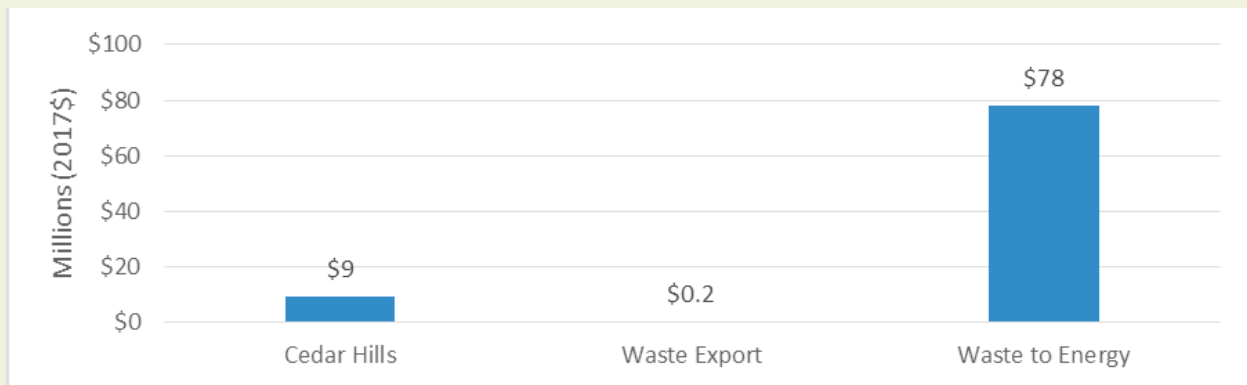 $100
$80
$60
$40
$20
$0
Millions (2017$)
$9
$0.2
$78
Cedar Hills
Waste Export
Waste to Energy